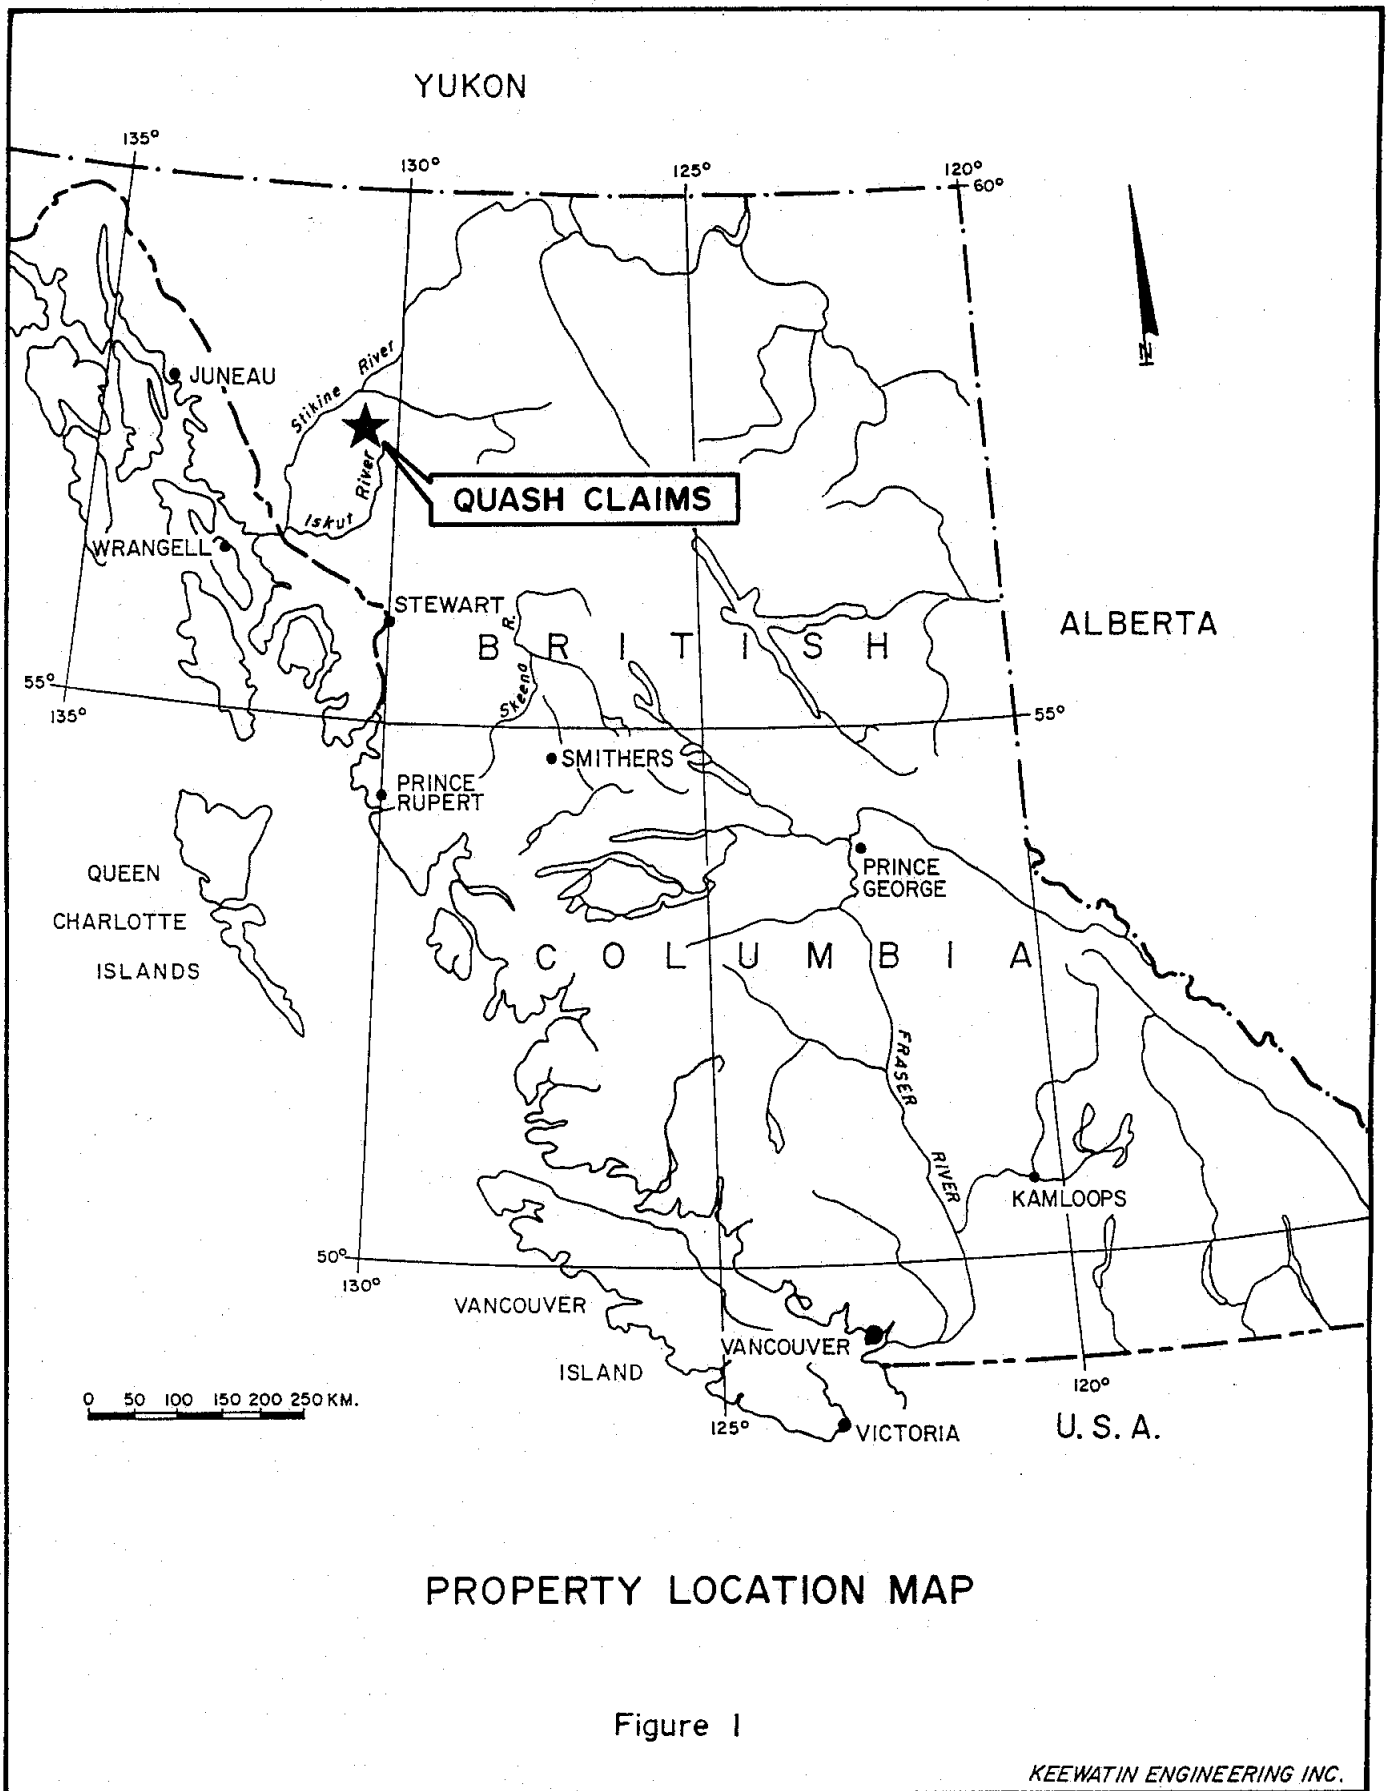 YUKON
135°
130°
125°
120°
60°
N
JUNEAU
Stikine River
QUASH CLAIMS
Iskut River
WRANGELL
STEWART
BRITISH
ALBERTA
Skeena R.
55°
135°
55°
SMITHERS
PRINCE
RUPERT
PRINCE
GEORGE
QUEEN
CHARLOTTE
ISLANDS
COLUMBIA
FRASER RIVER
KAMLOOPS
50°
130°
VANCOUVER
ISLAND
VANCOUVER
120°
0 50 100 150 200 250 KM.
125°
VICTORIA
U.S.A.
PROPERTY LOCATION MAP
Figure 1
KEEWATIN ENGINEERING INC.